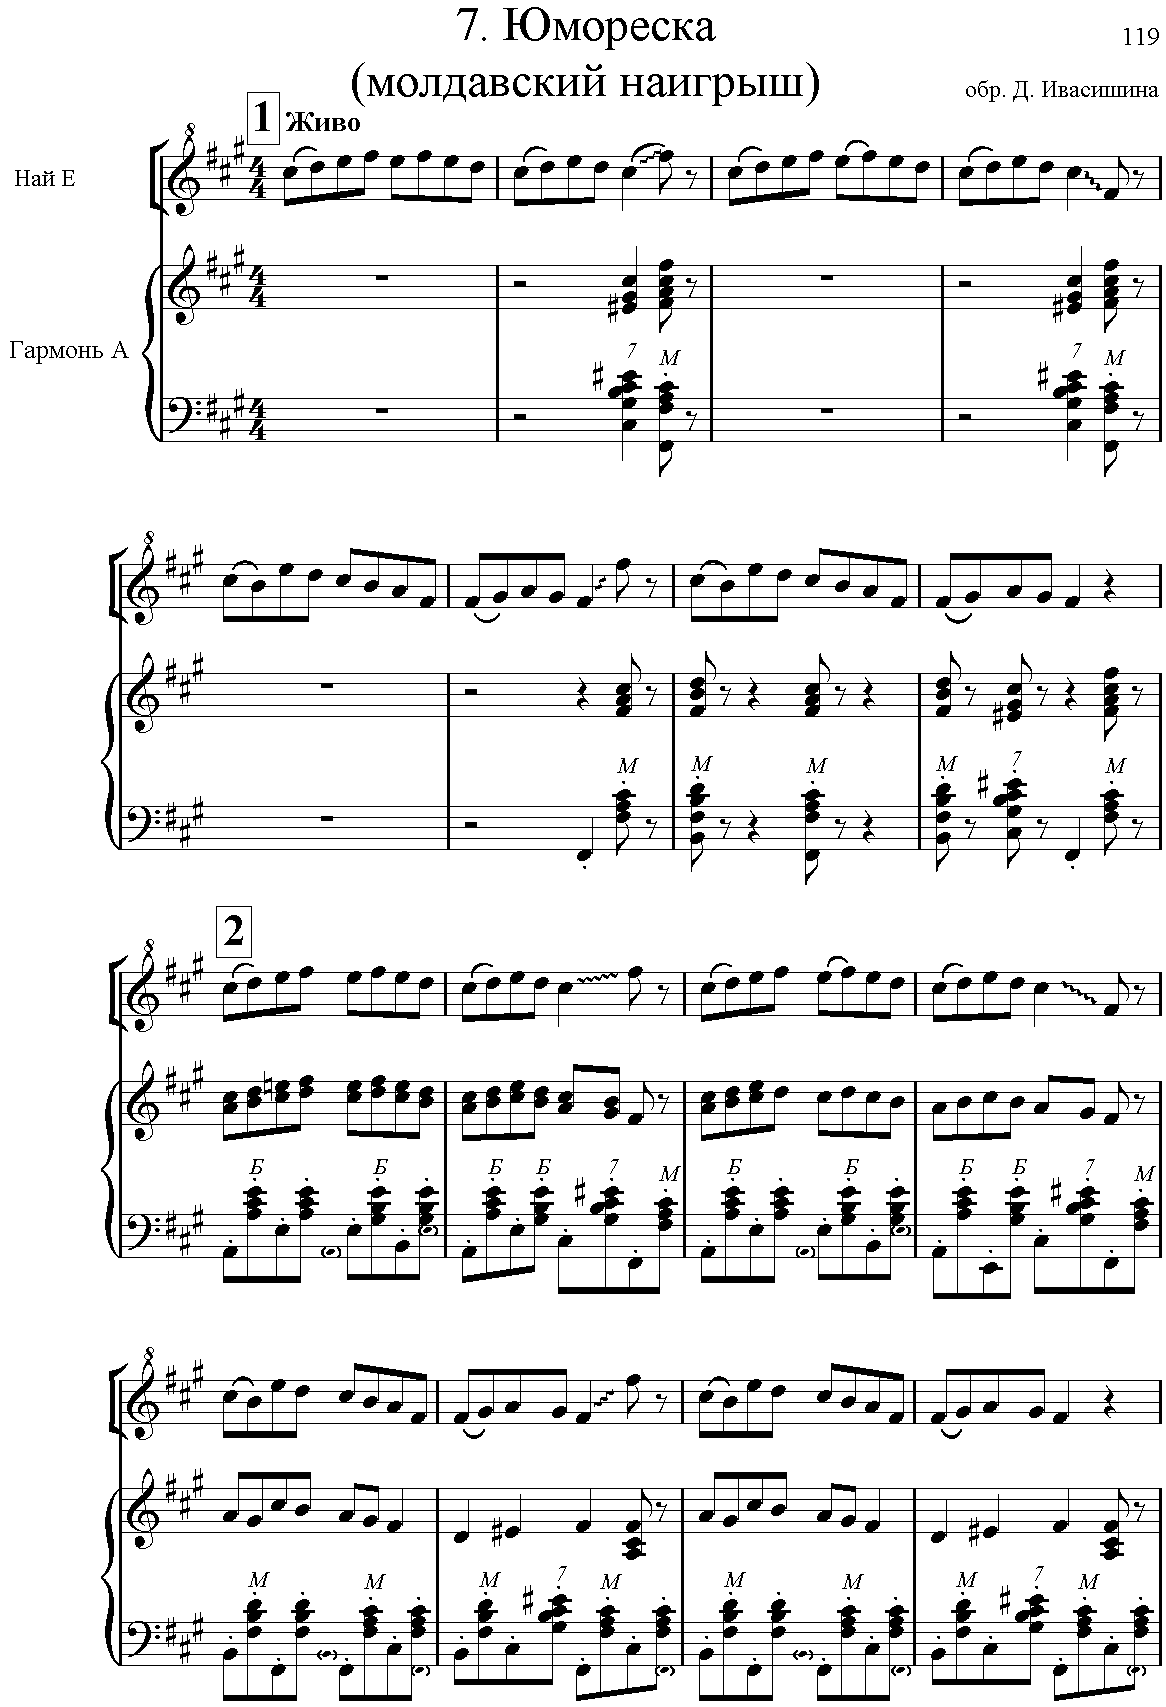 7. Юмореска
119
(молдавский наигрыш)
обр. Д. Ивасишина
1 Живо
Най Е
Гармонь А
7 М 7 М
М М М М 7 М
2
Б Б Б Б 7 М Б Б Б Б 7 М
М М М 7 М М М М 7 М